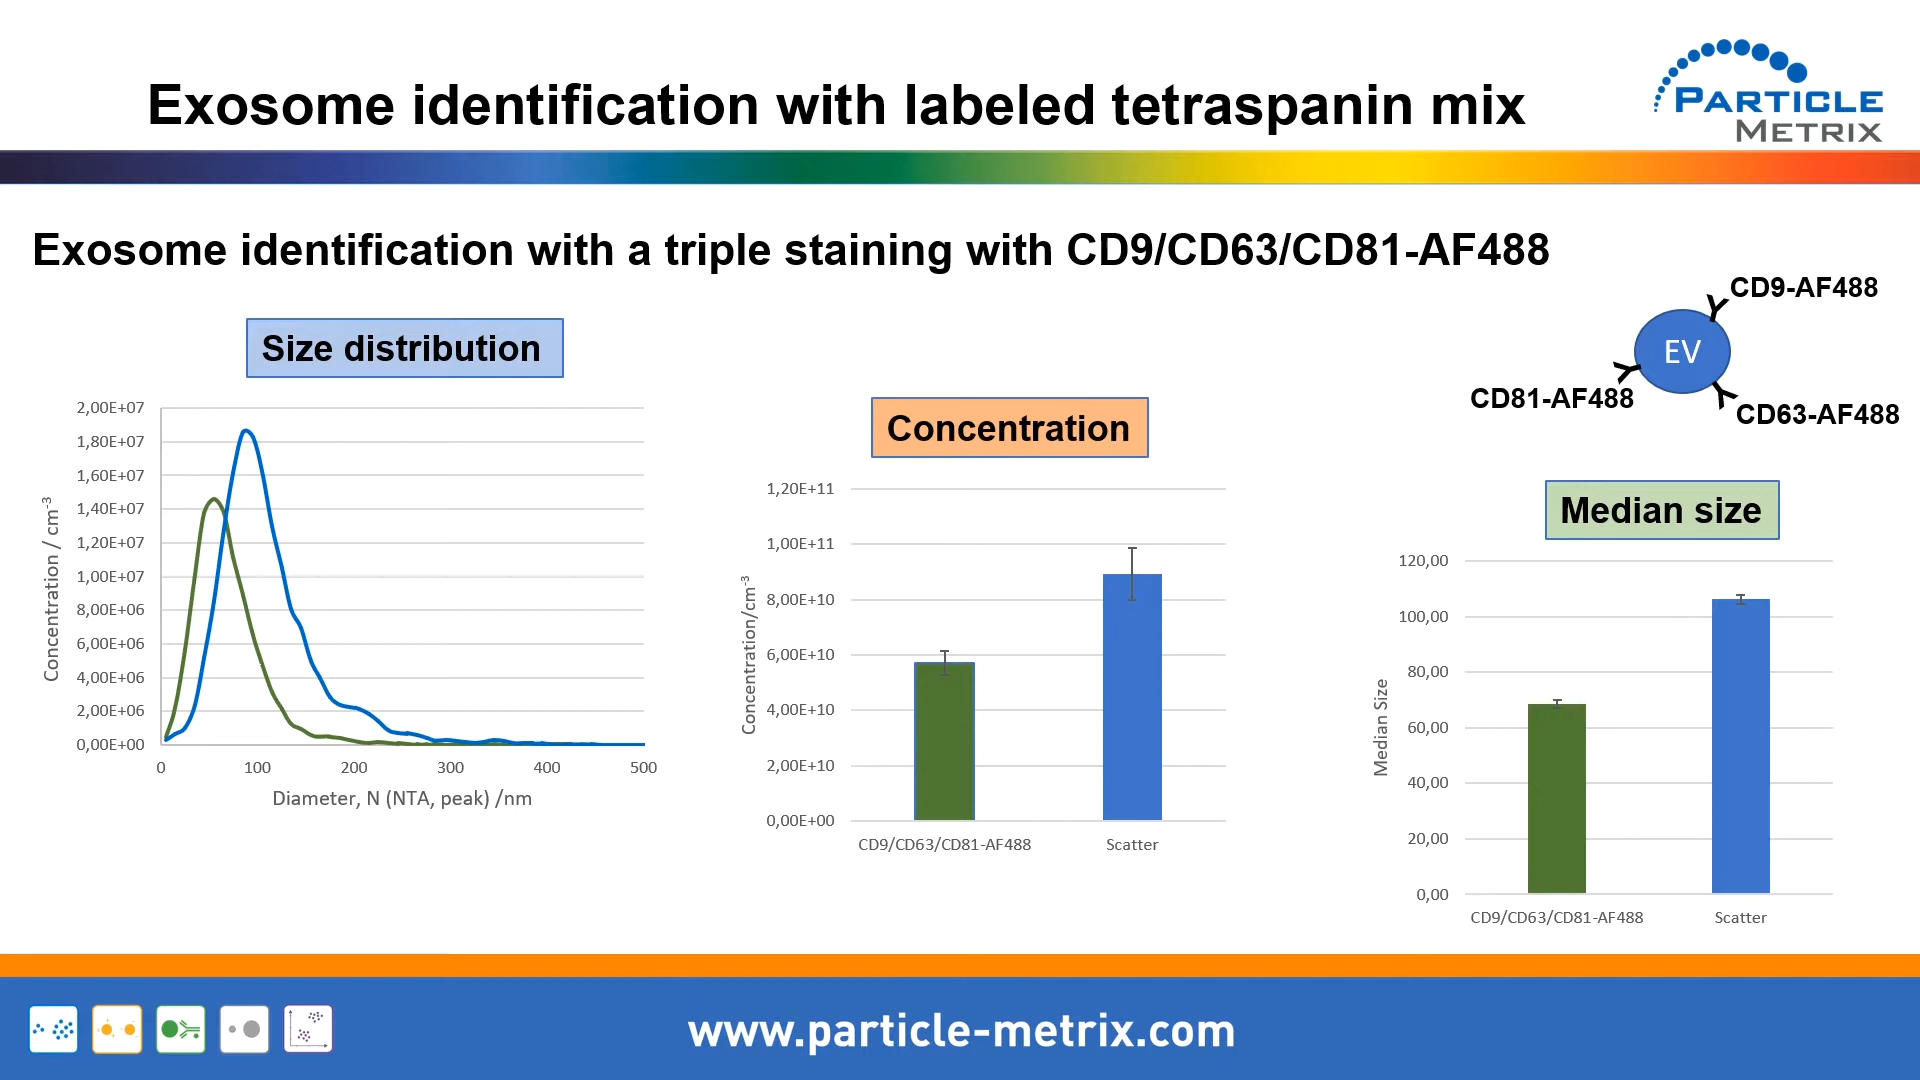 Exosome identification with labeled tetraspanin mix
PARTICLE
METRIX
Exosome identification with a triple staining with CD9/CD63/CD81-AF488
CD9-AF488
EV
CD81-AF488
CD63-AF488
Size distribution
2,00E+07
1,80E+07
1,60E+07
1,40E+07
1,20E+07
1,00E+07
8,00E+06
6,00E+06
4,00E+06
2,00E+06
0,00E+00
Concentration / cm-3
0 100 200 300 400 500
Diameter, N (NTA, peak) /nm
Concentration
1,20E+11
1,00E+11
8,00E+10
6,00E+10
4,00E+10
2,00E+10
0,00E+00
Concentration/cm-3
CD9/CD63/CD81-AF488 Scatter
Median size
120,00
100,00
80,00
60,00
40,00
20,00
0,00
Median Size
CD9/CD63/CD81-AF488 Scatter
www.particle-metrix.com